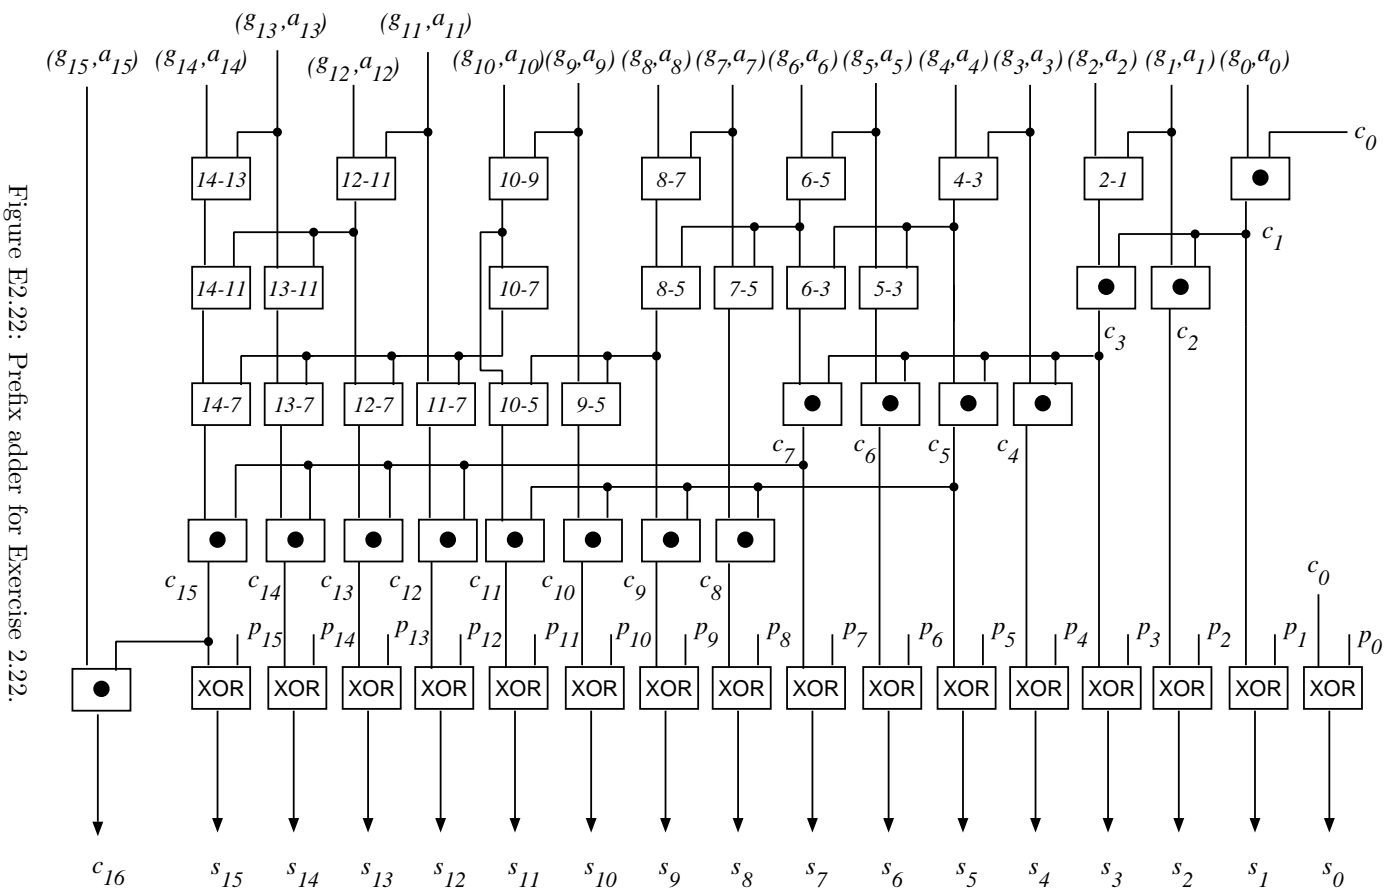 (g13,a13) (g11,a11)
(g15,a15) (g14,a14) (g12,a12) (g10,a10) (g9,a9) (g8,a8) (g7,a7) (g6,a6) (g5,a5) (g4,a4) (g3,a3) (g2,a2) (g1,a1) (g0,a0)
c0
14-13 12-11 10-9 8-7 6-5 4-3 2-1
c1
14-11 13-11 10-7 8-5 7-5 6-3 5-3
c3 c2
14-7 13-7 12-7 11-7 10-5 9-5
c7 c6 c5 c4
c15 c14 c13 c12 c11 c10 c9 c8 c0
p15 p14 p13 p12 p11 p10 p9 p8 p7 p6 p5 p4 p3 p2 p1 p0
XOR XOR XOR XOR XOR XOR XOR XOR XOR XOR XOR XOR XOR XOR XOR XOR
c16 s15 s14 s13 s12 s11 s10 s9 s8 s7 s6 s5 s4 s3 s2 s1 s0
Figure E2.22: Prefix adder for Exercise 2.22.